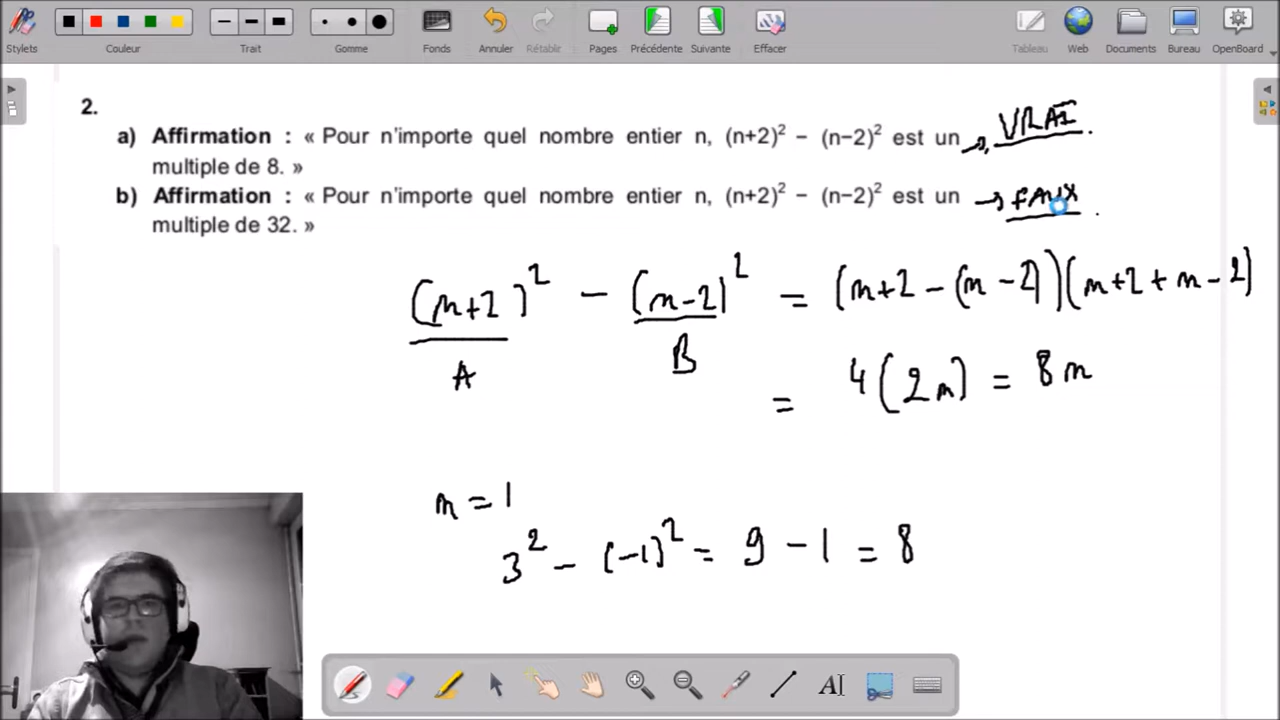 Stylets Couleur Trait Gomme Fonds Annuler Rétablir Pages Précédente Suivante Effacer Tableau Web Documents Bureau OpenBoard
2.
a) Affirmation : « Pour n'importe quel nombre entier n, (n+2)² − (n−2)² est un → VRAI.
multiple de 8. »
b) Affirmation : « Pour n'importe quel nombre entier n, (n+2)² − (n−2)² est un → FAUX.
multiple de 32. »
(n+2)² − (n−2)² = (n+2 − (n−2))(n+2 + n−2)
A B
= 4(2n) = 8n
n = 1
3² − (−1)² = 9 − 1 = 8
AI